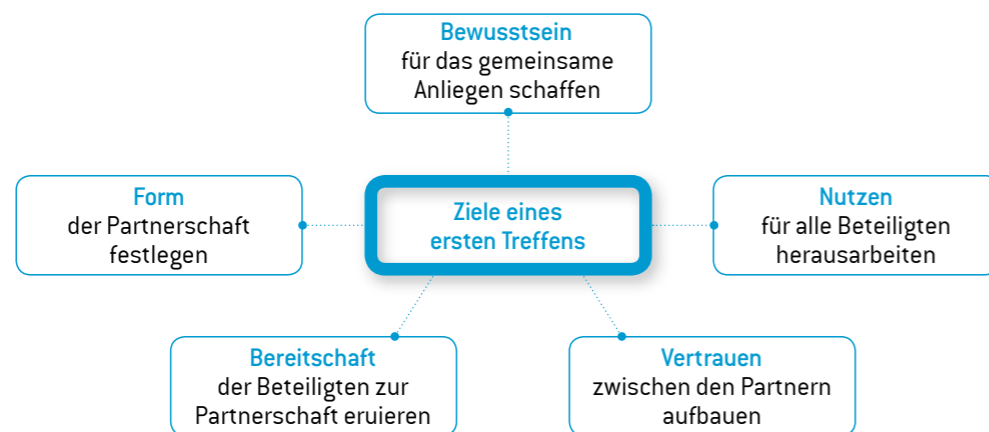 Bewusstsein
für das gemeinsame
Anliegen schaffen
Form
der Partnerschaft
festlegen
Ziele eines
ersten Treffens
Nutzen
für alle Beteiligten
herausarbeiten
Bereitschaft
der Beteiligten zur
Partnerschaft eruieren
Vertrauen
zwischen den Partnern
aufbauen